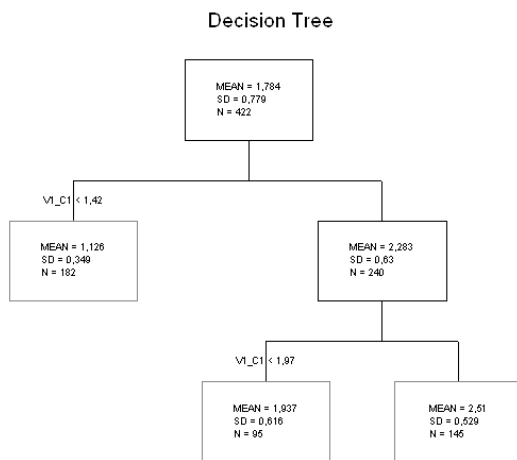 Decision Tree
MEAN = 1,784
SD = 0,779
N = 422
V1_C1 < 1,42
MEAN = 1,126
SD = 0,349
N = 182
MEAN = 2,283
SD = 0,63
N = 240
V1_C1 < 1,97
MEAN = 1,937
SD = 0,616
N = 95
MEAN = 2,51
SD = 0,529
N = 145